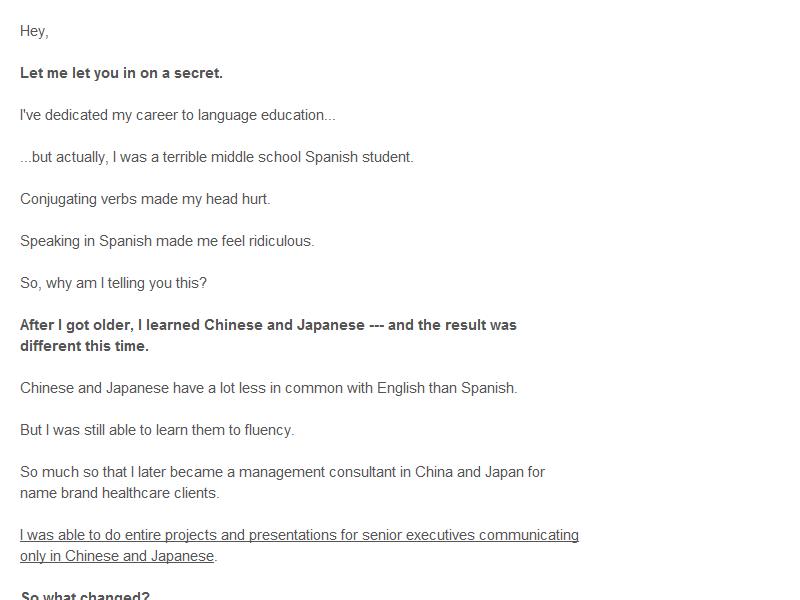 Hey,
Let me let you in on a secret.
I've dedicated my career to language education...
...but actually, I was a terrible middle school Spanish student.
Conjugating verbs made my head hurt.
Speaking in Spanish made me feel ridiculous.
So, why am I telling you this?
After I got older, I learned Chinese and Japanese --- and the result was
different this time.
Chinese and Japanese have a lot less in common with English than Spanish.
But I was still able to learn them to fluency.
So much so that I later became a management consultant in China and Japan for
name brand healthcare clients.
I was able to do entire projects and presentations for senior executives communicating
only in Chinese and Japanese.
So what changed?